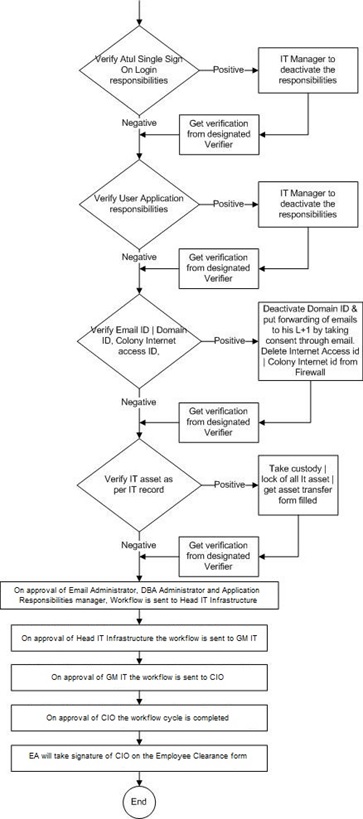 Verify Atul Single Sign
On Login
responsibilities
Positive
IT Manager to
deactivate the
responsibilities
Negative
Get verification
from designated
Verifier
Verify User Application
responsibilities
Positive
IT Manager to
deactivate the
responsibilities
Negative
Get verification
from designated
Verifier
Verify Email ID | Domain
ID, Colony Internet
access ID,
Positive
Deactivate Domain ID &
put forwarding of emails
to his L+1 by taking
consent through email.
Delete Internet Access id
| Colony Internet id from
Firewall
Negative
Get verification
from designated
Verifier
Verify IT asset as
per IT record
Positive
Take custody |
lock of all It asset |
get asset transfer
form filled
Negative
Get verification
from designated
Verifier
On approval of Email Administrator, DBA Administrator and Application
Responsibilities manager, Workflow is sent to Head IT Infrastructure
On approval of Head IT Infrastructure the workflow is sent to GM IT
On approval of GM IT the workflow is sent to CIO
On approval of CIO the workflow cycle is completed
EA will take signature of CIO on the Employee Clearance form
End